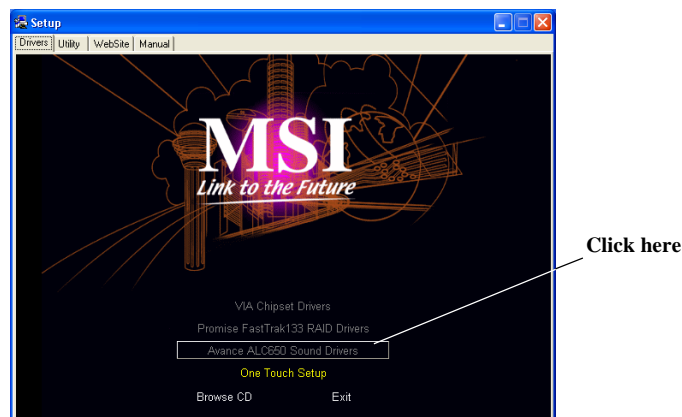 Setup
Drivers Utility WebSite Manual
MSI
Link to the Future
Click here
VIA Chipset Drivers
Promise FastTrak133 RAID Drivers
Avance ALC650 Sound Drivers
One Touch Setup
Browse CD Exit